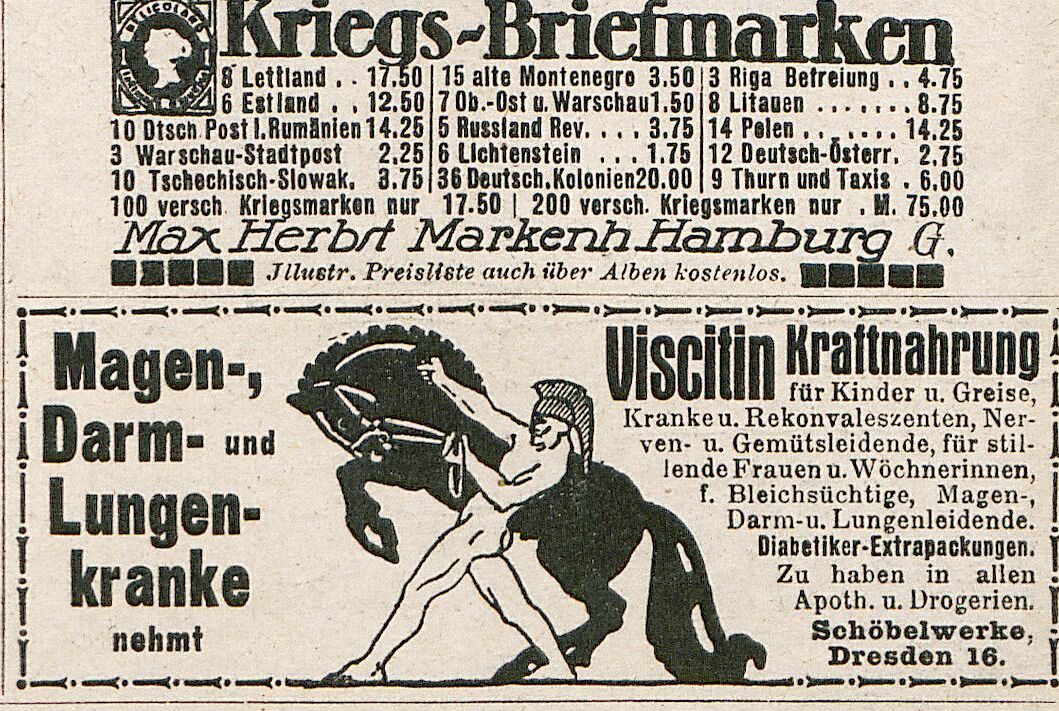 HELIGOLAND
Kriegs-Briefmarken
8 Lettland . . 17.50 | 15 alte Montenegro 3.50 | 3 Riga Befreiung . . 4.75
6 Estland . . 12.50 | 7 Ob.-Ost u. Warschau 1.50 | 8 Litauen . . . . . . . 8.75
10 Dtsch. Post I. Rumänien 14.25 | 5 Russland Rev. . . . 3.75 | 14 Polen . . . . . . . 14.25
3 Warschau-Stadtpost 2.25 | 6 Lichtenstein . . . 1.75 | 12 Deutsch-Österr. 2.75
10 Tschechisch-Slowak. 3.75 | 36 Deutsch. Kolonien 20.00 | 9 Thurn und Taxis . 6.00
100 versch. Kriegsmarken nur 17.50 | 200 versch. Kriegsmarken nur . M. 75.00
Max Herbst Markenh. Hamburg G.
Jllustr. Preisliste auch über Alben kostenlos.
Magen-,
Darm- und
Lungen-
kranke
nehmt
Viscitin Kraftnahrung
für Kinder u. Greise,
Kranke u. Rekonvaleszenten, Ner-
ven- u. Gemütsleidende, für stil-
lende Frauen u. Wöchnerinnen,
f. Bleichsüchtige, Magen-,
Darm- u. Lungenleidende.
Diabetiker-Extrapackungen.
Zu haben in allen
Apoth. u. Drogerien.
Schöbelwerke,
Dresden 16.